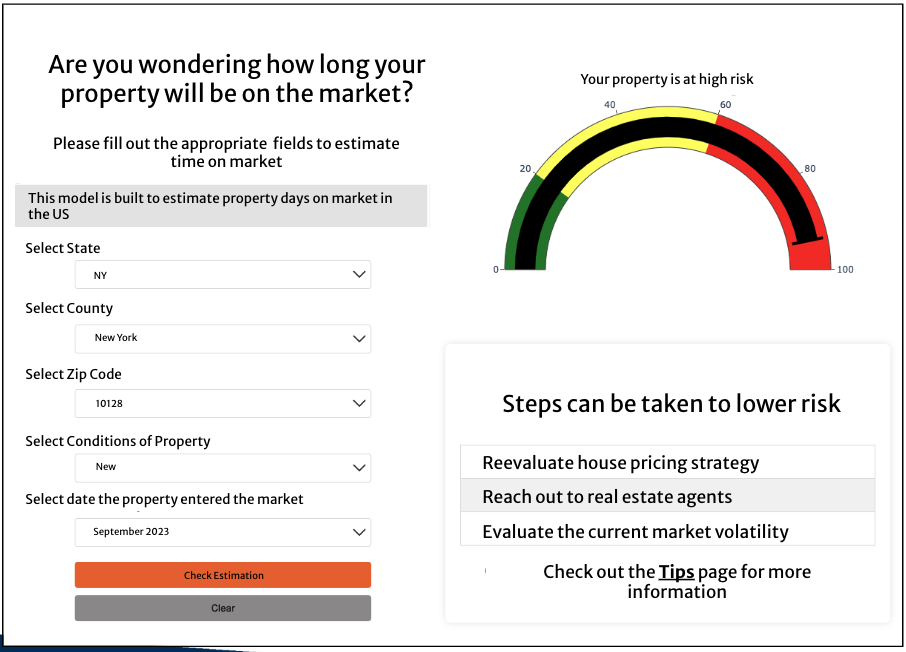 Are you wondering how long your
property will be on the market?
Please fill out the appropriate fields to estimate
time on market
This model is built to estimate property days on market in
the US
Select State
NY
Select County
New York
Select Zip Code
10128
Select Conditions of Property
New
Select date the property entered the market
September 2023
Check Estimation
Clear
Your property is at high risk
0
20
40
60
80
100
Steps can be taken to lower risk
Reevaluate house pricing strategy
Reach out to real estate agents
Evaluate the current market volatility
Check out the Tips page for more
information